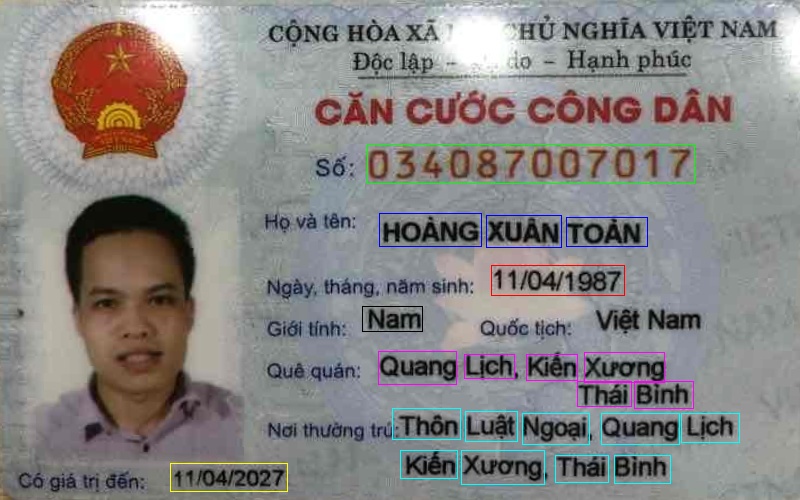 CỘNG HÒA XÃ CHỦ NGHĨA VIỆT NAM
Độc lập - do - Hạnh phúc
CĂN CƯỚC CÔNG DÂN
Số: 034087007017
Họ và tên: HOÀNG XUÂN TOẢN
Ngày, tháng, năm sinh: 11/04/1987
Giới tính: Nam Quốc tịch: Việt Nam
Quê quán: Quang Lịch, Kiến Xương
Thái Bình
Nơi thường trú: Thôn Luật Ngoại, Quang Lịch
Kiến Xương, Thái Bình
Có giá trị đến: 11/04/2027